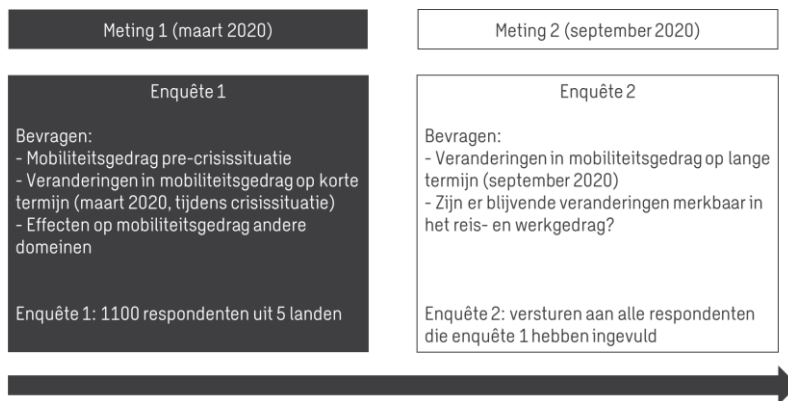 Meting 1 (maart 2020)
Enquête 1
Bevragen:
- Mobiliteitsgedrag pre-crisissituatie
- Veranderingen in mobiliteitsgedrag op korte
termijn (maart 2020, tijdens crisissituatie)
- Effecten op mobiliteitsgedrag andere
domeinen
Enquête 1: 1100 respondenten uit 5 landen
Meting 2 (september 2020)
Enquête 2
Bevragen:
- Veranderingen in mobiliteitsgedrag op lange
termijn (september 2020)
- Zijn er blijvende veranderingen merkbaar in
het reis- en werkgedrag?
Enquête 2: versturen aan alle respondenten
die enquête 1 hebben ingevuld